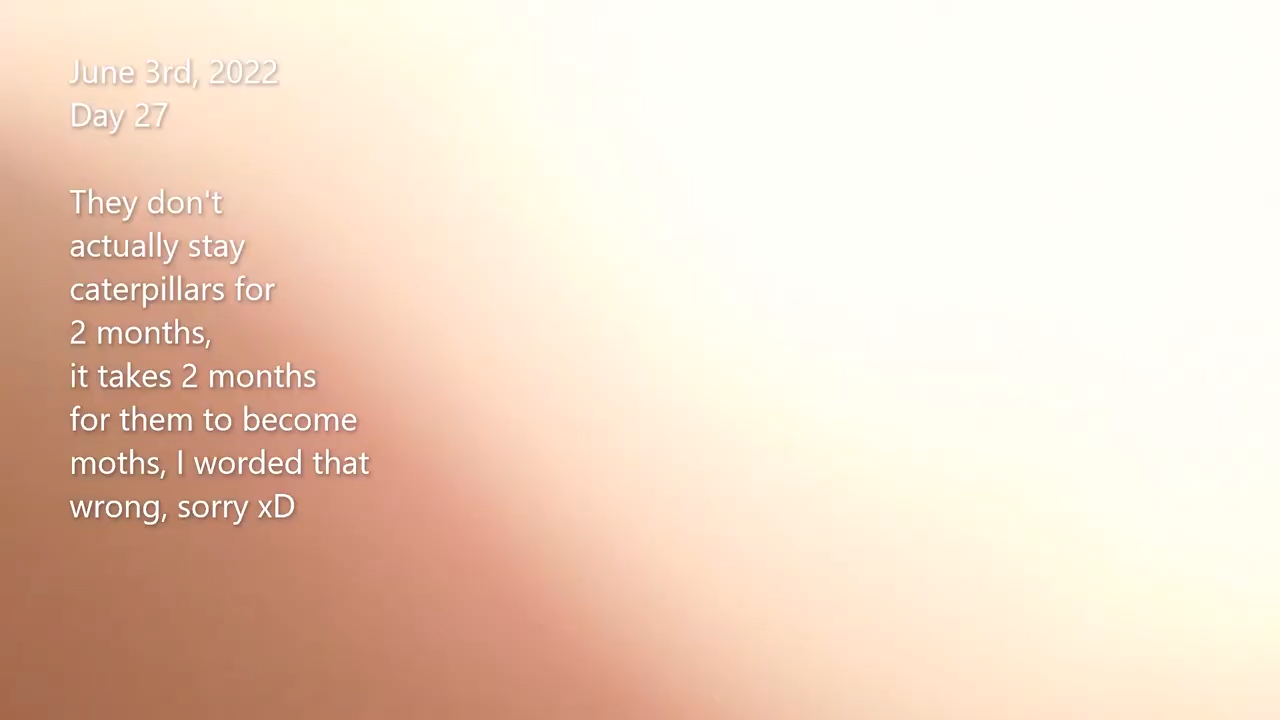 June 3rd, 2022
Day 27
They don't
actually stay
caterpillars for
2 months,
it takes 2 months
for them to become
moths, I worded that
wrong, sorry xD